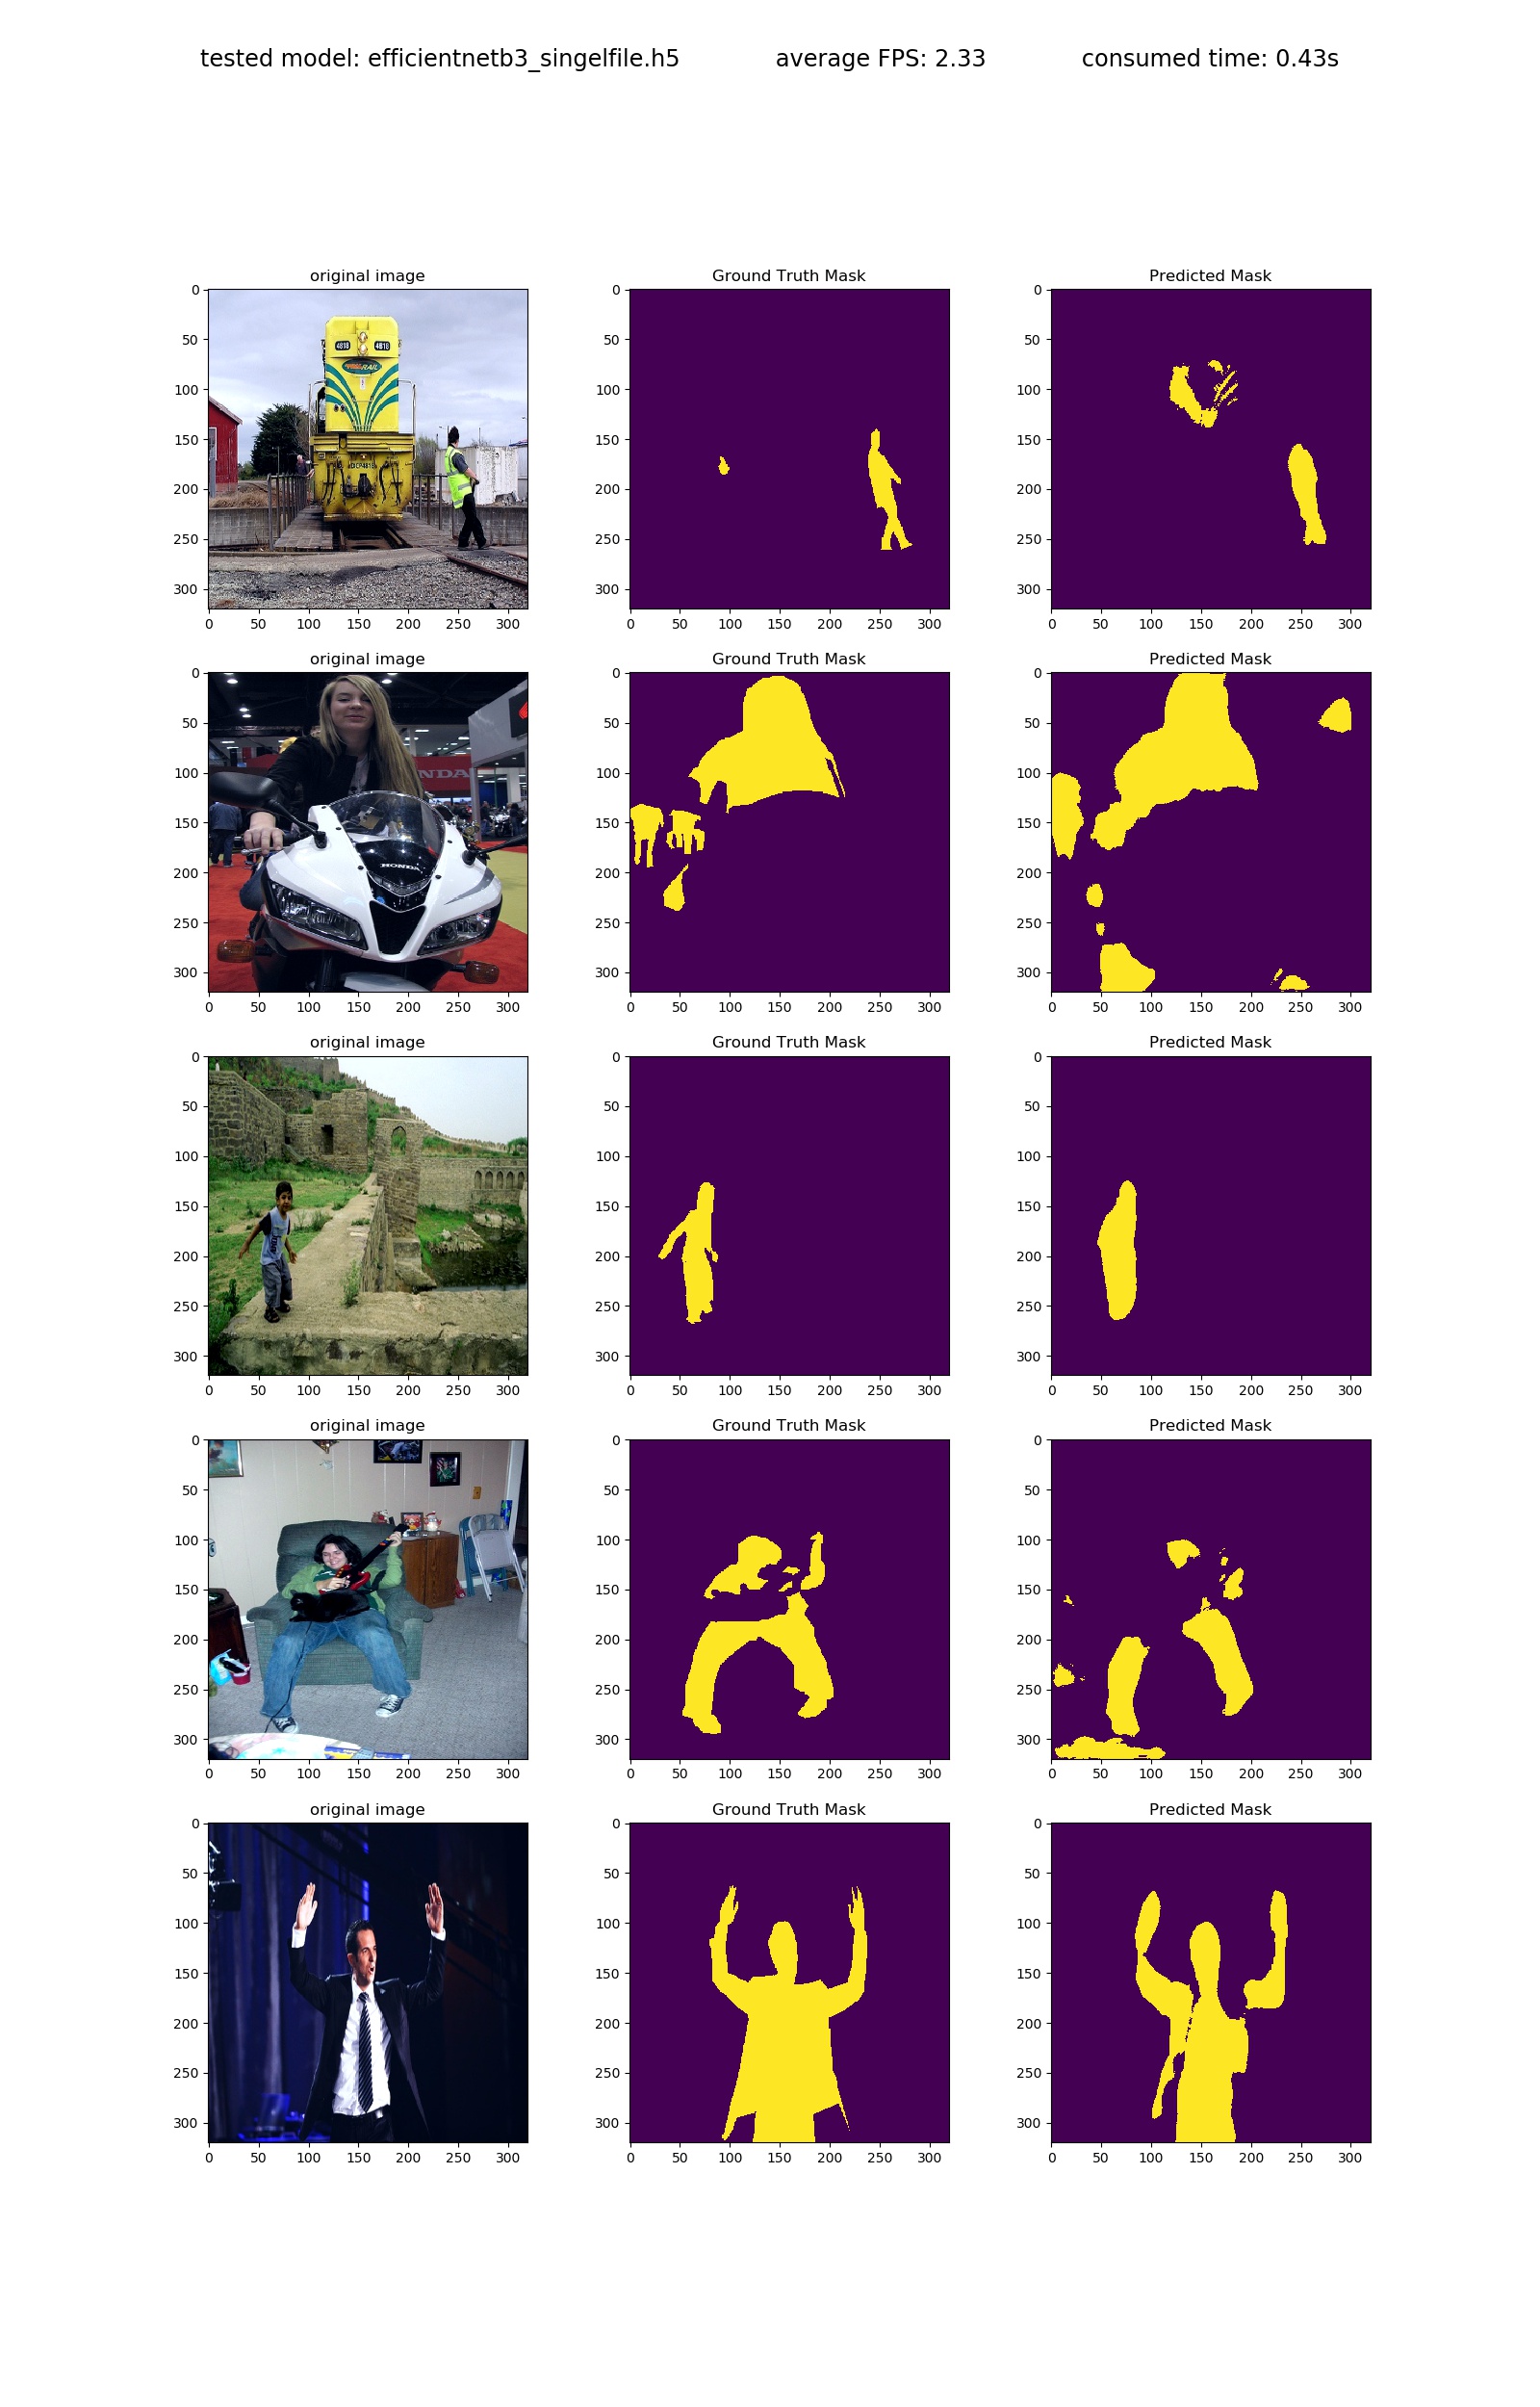 tested model: efficientnetb3_singelfile.h5 average FPS: 2.33 consumed time: 0.43s
original image Ground Truth Mask Predicted Mask
0 0 0
50 50 50
100 100 100
150 150 150
200 200 200
250 250 250
300 300 300
4818 4818
RAIL
DCP4818
0 50 100 150 200 250 300 0 50 100 150 200 250 300 0 50 100 150 200 250 300
original image Ground Truth Mask Predicted Mask
0 0 0
50 50 50
100 100 100
150 150 150
200 200 200
250 250 250
300 300 300
NDA
HONDA
0 50 100 150 200 250 300 0 50 100 150 200 250 300 0 50 100 150 200 250 300
original image Ground Truth Mask Predicted Mask
0 0 0
50 50 50
100 100 100
150 150 150
200 200 200
250 250 250
300 300 300
0 50 100 150 200 250 300 0 50 100 150 200 250 300 0 50 100 150 200 250 300
original image Ground Truth Mask Predicted Mask
0 0 0
50 50 50
100 100 100
150 150 150
200 200 200
250 250 250
300 300 300
0 50 100 150 200 250 300 0 50 100 150 200 250 300 0 50 100 150 200 250 300
original image Ground Truth Mask Predicted Mask
0 0 0
50 50 50
100 100 100
150 150 150
200 200 200
250 250 250
300 300 300
0 50 100 150 200 250 300 0 50 100 150 200 250 300 0 50 100 150 200 250 300